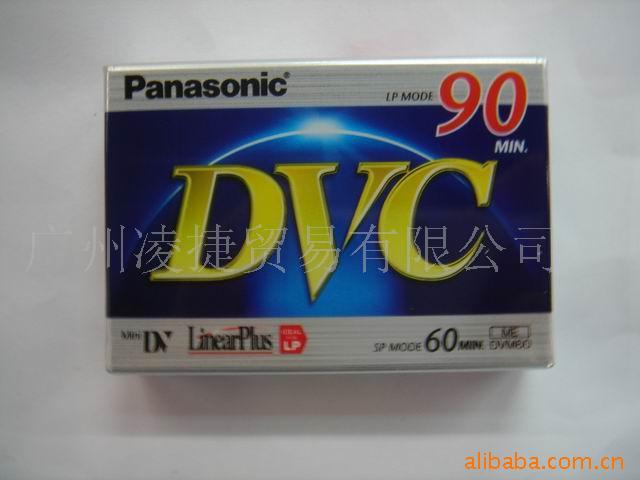 Panasonic®
LP MODE 90 MIN.
DVC
广州凌捷贸易有限公司
Mini DV LinearPlus IDEAL FOR LP SP MODE 60 MIN. ME DVM60
alibaba.com.cn